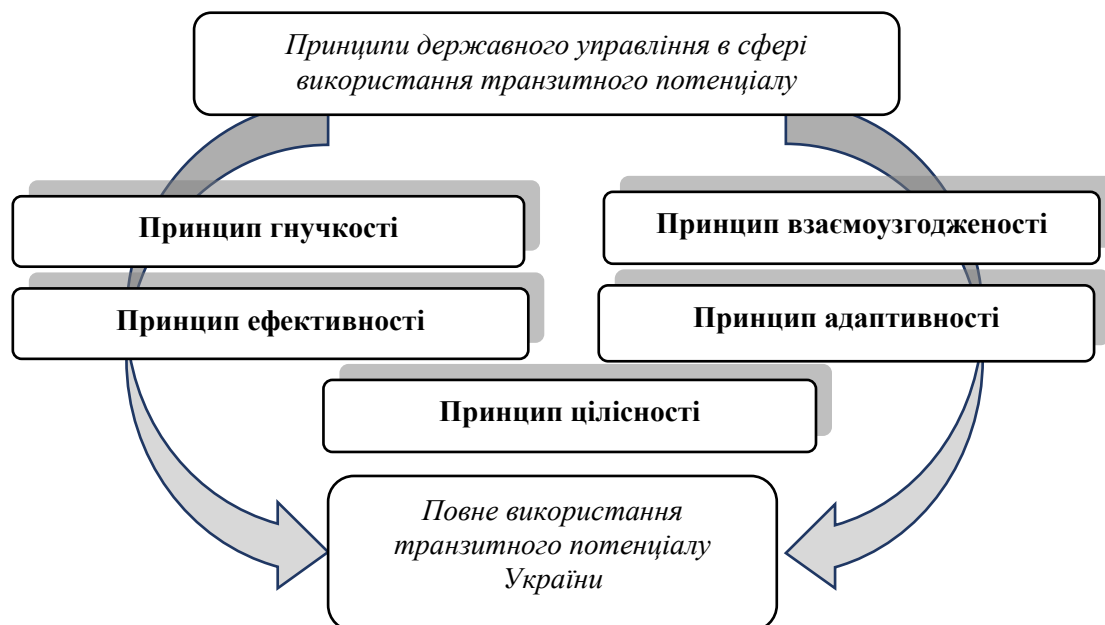 Принципи державного управління в сфері
використання транзитного потенціалу
Принцип гнучкості
Принцип взаємоузгодженості
Принцип ефективності
Принцип адаптивності
Принцип цілісності
Повне використання
транзитного потенціалу
України